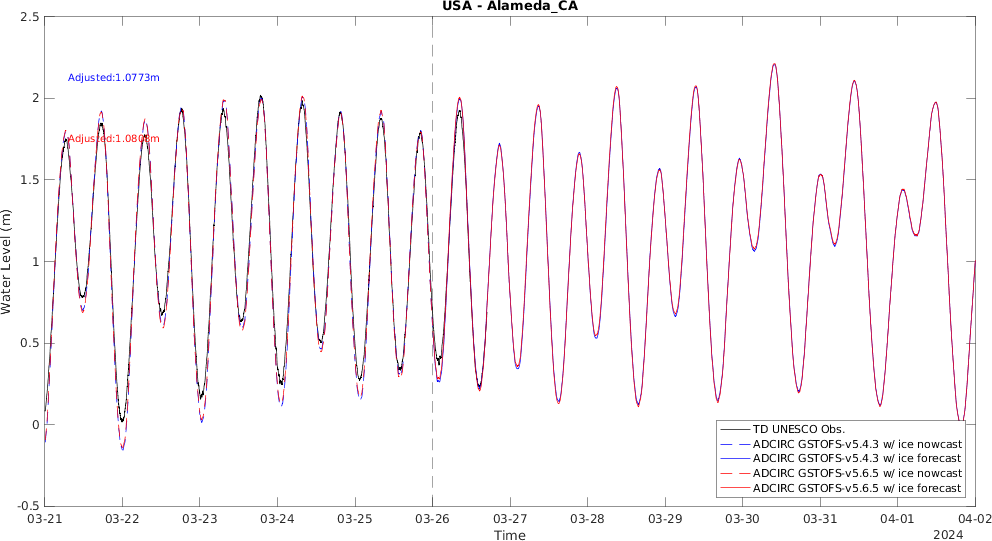 USA - Alameda_CA
2.5
2
1.5
1
0.5
0
-0.5
Water Level (m)
Adjusted:1.0773m
03-21
03-22
03-23
03-24
03-25
03-26
03-27
03-28
03-29
03-30
03-31
04-01
04-02
Time
2024
TD UNESCO Obs.
ADCIRC GSTOFS-v5.4.3 w/ ice nowcast
ADCIRC GSTOFS-v5.4.3 w/ ice forecast
ADCIRC GSTOFS-v5.6.5 w/ ice nowcast
ADCIRC GSTOFS-v5.6.5 w/ ice forecast